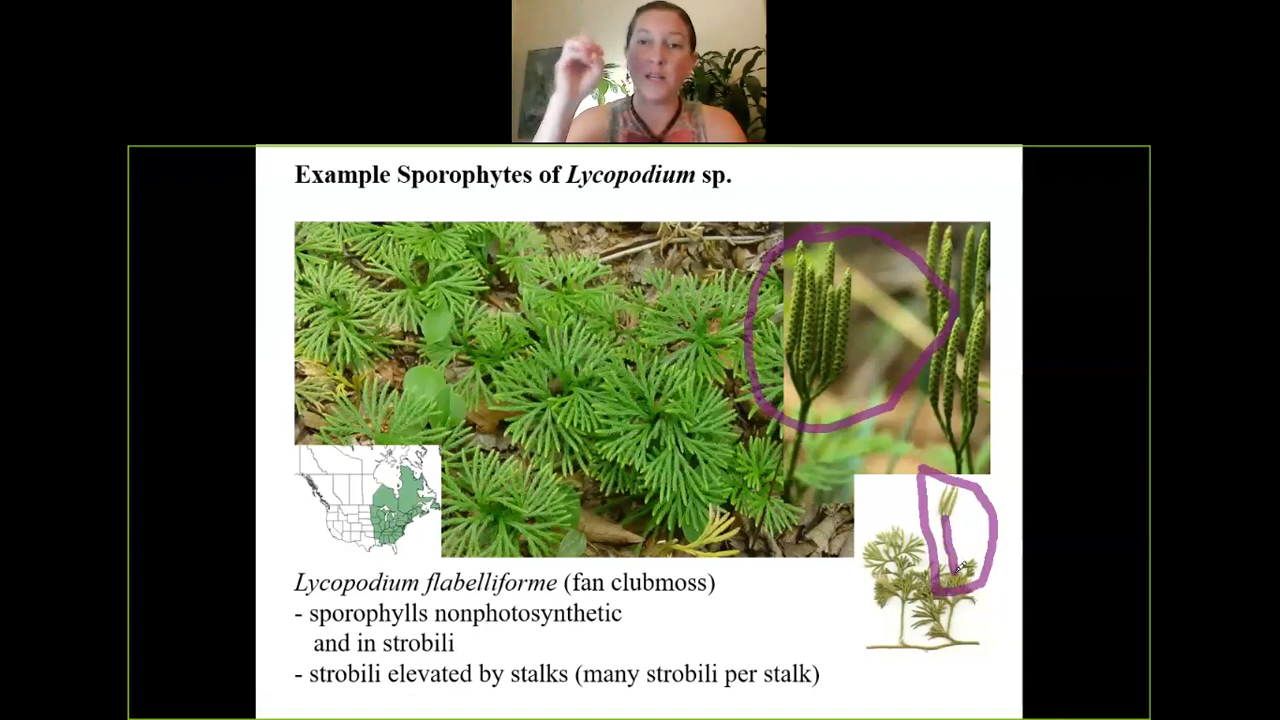 Example Sporophytes of Lycopodium sp.
Lycopodium flabelliforme (fan clubmoss)
- sporophylls nonphotosynthetic
and in strobili
- strobili elevated by stalks (many strobili per stalk)